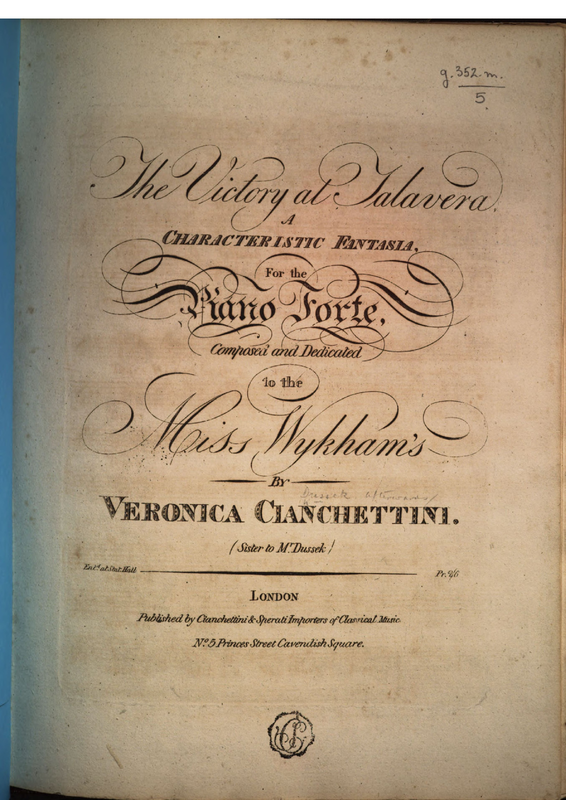 g.352.m.
5.
The Victory at Talavera.
A
CHARACTERISTIC FANTASIA,
For the
Piano Forte,
Composed and Dedicated
to the
Miss Wykham's
BY
Dussek afterwards
VERONICA CIANCHETTINI.
(Sister to Mr. Dussek)
Entd. at Stat. Hall
Pr. 2/6
LONDON
Published by Cianchettini & Sperati Importers of Classical Music
No. 5 Princes Street Cavendish Square.